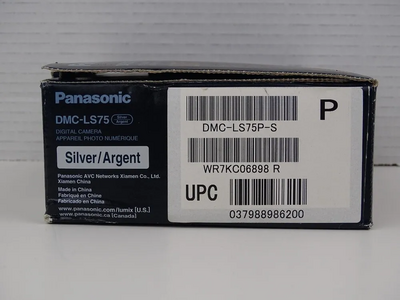 Panasonic
DMC-LS75 Silver/Argent
DIGITAL CAMERA
APPAREIL PHOTO NUMÉRIQUE
Silver/Argent
Panasonic AVC Networks Xiamen Co., Ltd.
Xiamen China
Made in China
Fabriqué en Chine
Fabricado en China
www.panasonic.com/lumix [U.S.]
www.panasonic.ca [Canada]
DMC-LS75P-S
WR7KC06898 R
UPC
037988986200
P